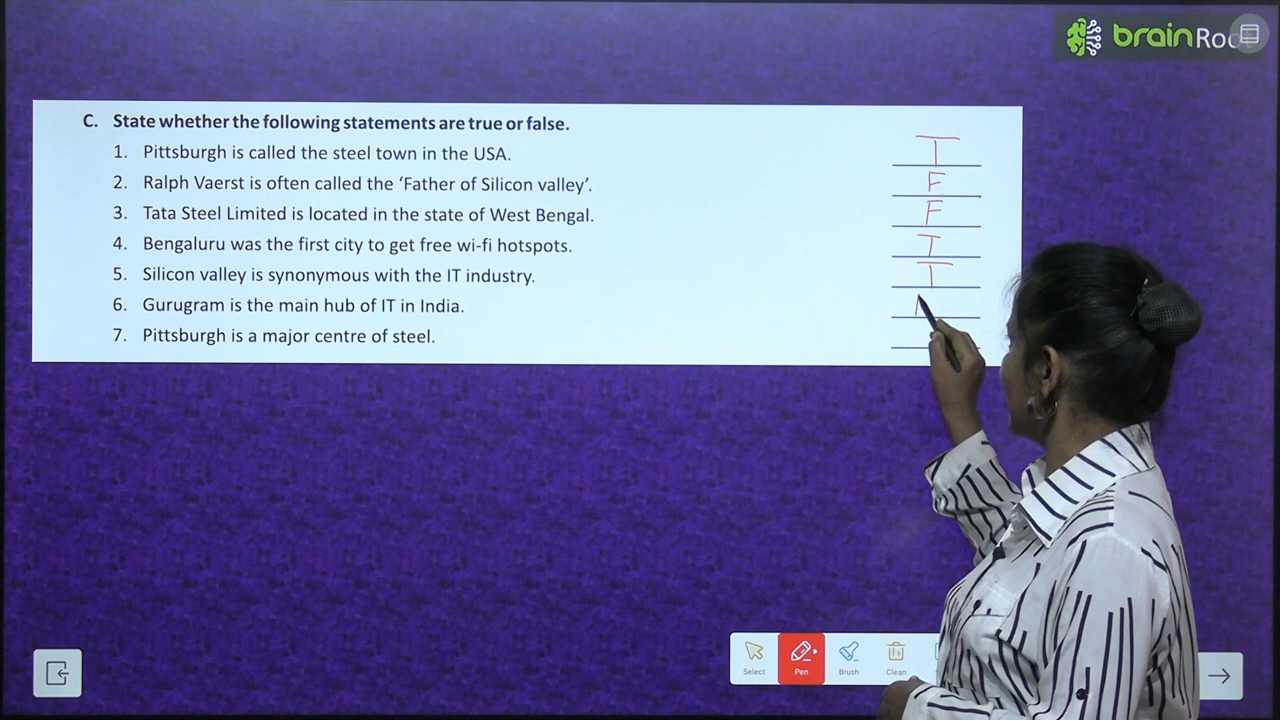 brainRoo
C. State whether the following statements are true or false.
1. Pittsburgh is called the steel town in the USA. T
2. Ralph Vaerst is often called the ‘Father of Silicon valley’. F
3. Tata Steel Limited is located in the state of West Bengal. F
4. Bengaluru was the first city to get free wi-fi hotspots. T
5. Silicon valley is synonymous with the IT industry. T
6. Gurugram is the main hub of IT in India.
7. Pittsburgh is a major centre of steel.
Select Pen Brush Clean